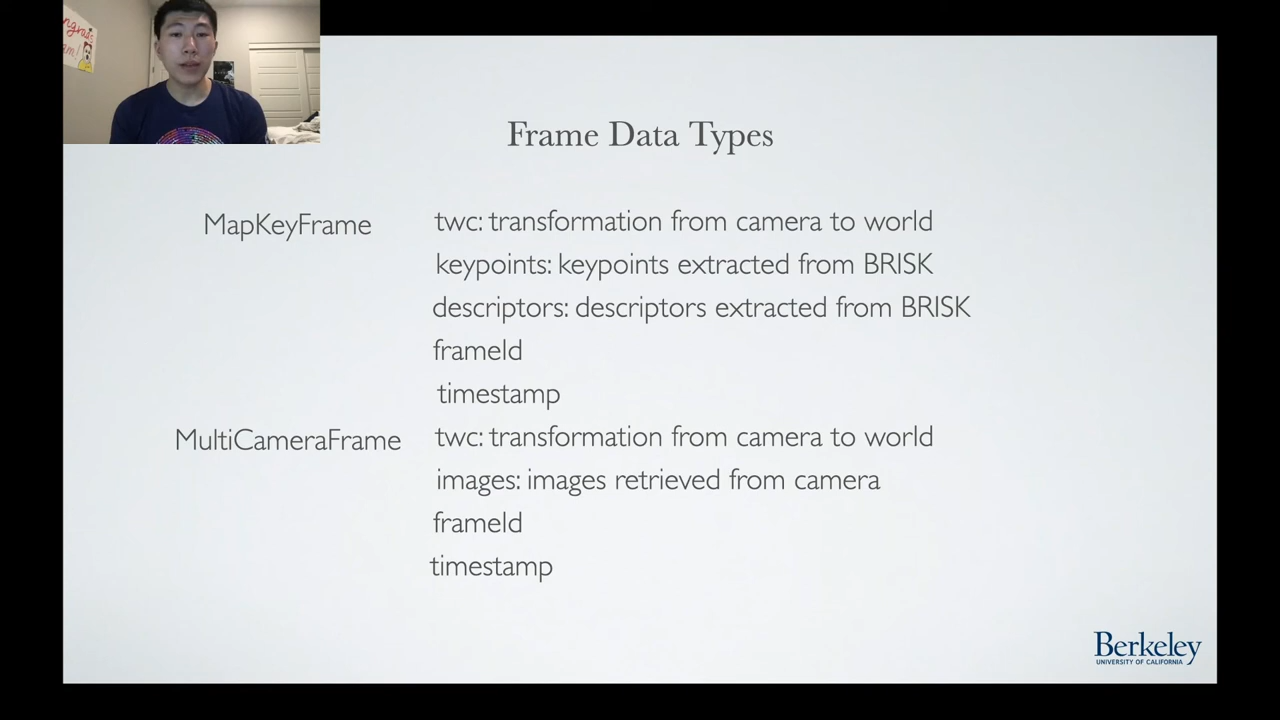 Frame Data Types
MapKeyFrame
twc: transformation from camera to world
keypoints: keypoints extracted from BRISK
descriptors: descriptors extracted from BRISK
frameId
timestamp
MultiCameraFrame
twc: transformation from camera to world
images: images retrieved from camera
frameId
timestamp
Berkeley
UNIVERSITY OF CALIFORNIA